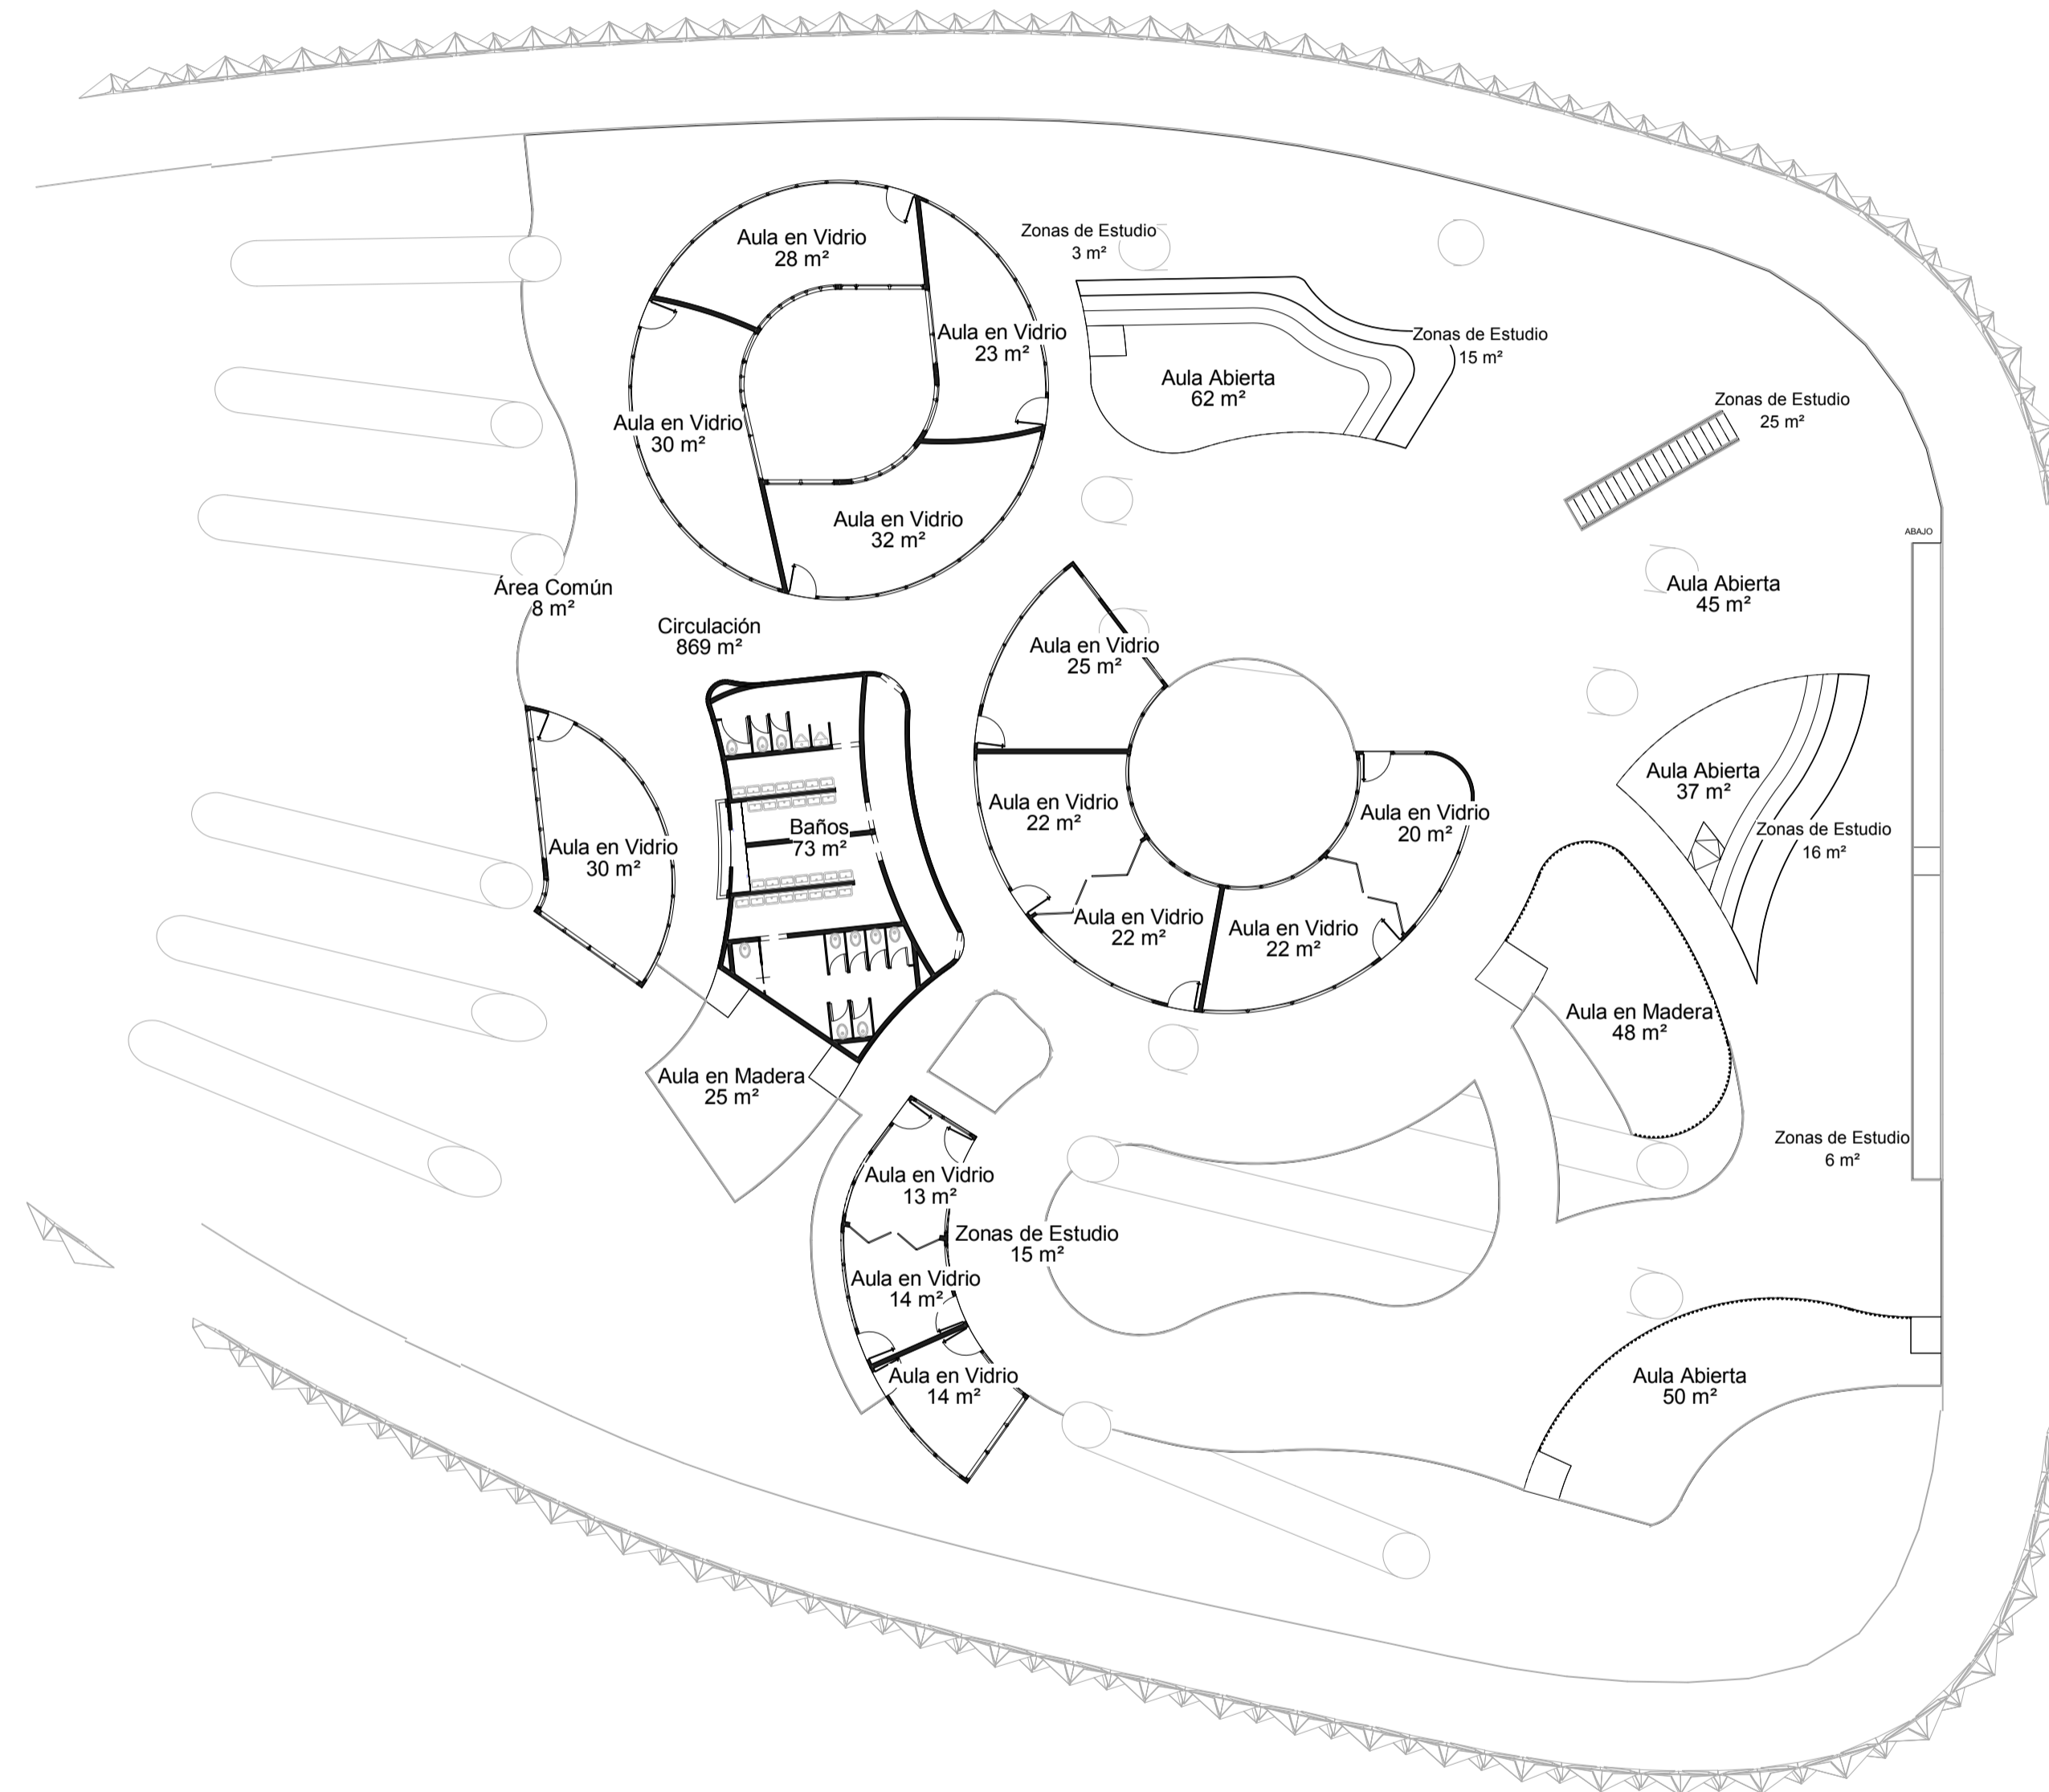 Aula en Vidrio
28 m²
Zonas de Estudio
3 m²
Aula en Vidrio
23 m²
Zonas de Estudio
15 m²
Aula Abierta
62 m²
Zonas de Estudio
25 m²
Aula en Vidrio
30 m²
Aula en Vidrio
32 m²
ABAJO
Área Común
8 m²
Aula Abierta
45 m²
Circulación
869 m²
Aula en Vidrio
25 m²
Aula Abierta
37 m²
Aula en Vidrio
22 m²
Aula en Vidrio
20 m²
Baños
73 m²
Zonas de Estudio
16 m²
Aula en Vidrio
30 m²
Aula en Vidrio
22 m²
Aula en Vidrio
22 m²
Aula en Madera
48 m²
Aula en Madera
25 m²
Zonas de Estudio
6 m²
Aula en Vidrio
13 m²
Zonas de Estudio
15 m²
Aula en Vidrio
14 m²
Aula en Vidrio
14 m²
Aula Abierta
50 m²